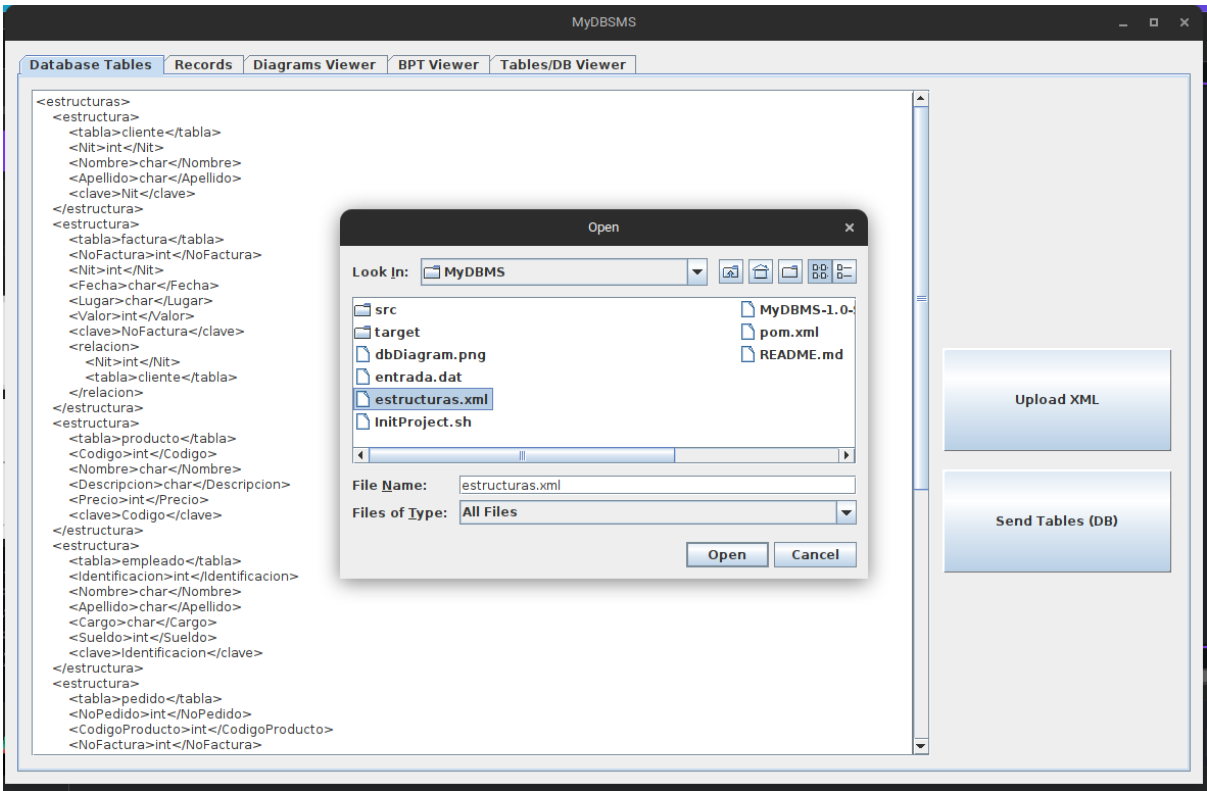 MyDBSMS
Database Tables Records Diagrams Viewer BPT Viewer Tables/DB Viewer
<estructuras>
<estructura>
<tabla>cliente</tabla>
<Nit>int</Nit>
<Nombre>char</Nombre>
<Apellido>char</Apellido>
<clave>Nit</clave>
</estructura>
<estructura>
<tabla>factura</tabla>
<NoFactura>int</NoFactura>
<Nit>int</Nit>
<Fecha>char</Fecha>
<Lugar>char</Lugar>
<Valor>int</Valor>
<clave>NoFactura</clave>
<relacion>
<Nit>int</Nit>
<tabla>cliente</tabla>
</relacion>
</estructura>
<estructura>
<tabla>producto</tabla>
<Codigo>int</Codigo>
<Nombre>char</Nombre>
<Descripcion>char</Descripcion>
<Precio>int</Precio>
<clave>Codigo</clave>
</estructura>
<estructura>
<tabla>empleado</tabla>
<Identificacion>int</Identificacion>
<Nombre>char</Nombre>
<Apellido>char</Apellido>
<Cargo>char</Cargo>
<Sueldo>int</Sueldo>
<clave>Identificacion</clave>
</estructura>
<estructura>
<tabla>pedido</tabla>
<NoPedido>int</NoPedido>
<CodigoProducto>int</CodigoProducto>
<NoFactura>int</NoFactura>
Open
Look In: MyDBMS
src
target
dbDiagram.png
entrada.dat
estructuras.xml
InitProject.sh
MyDBMS-1.0-
pom.xml
README.md
File Name: estructuras.xml
Files of Type: All Files
Open Cancel
Upload XML
Send Tables (DB)